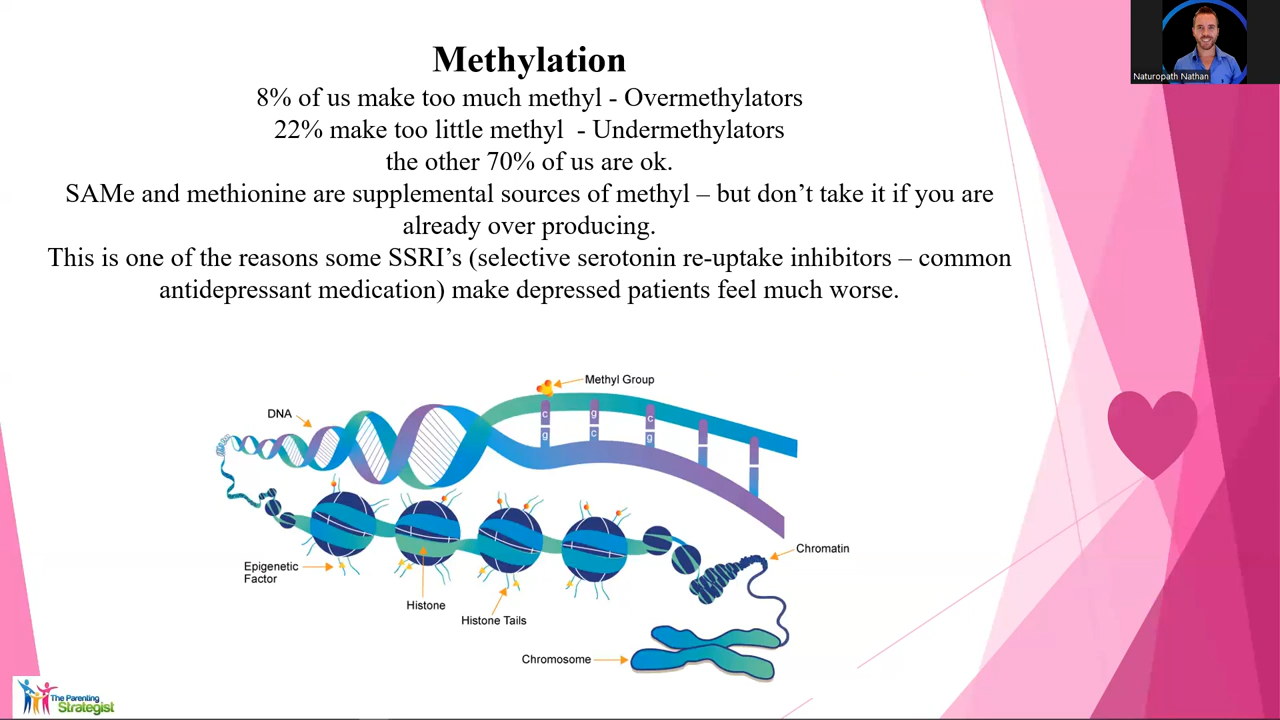 Methylation
8% of us make too much methyl - Overmethylators
22% make too little methyl - Undermethylators
the other 70% of us are ok.
SAMe and methionine are supplemental sources of methyl – but don’t take it if you are
already over producing.
This is one of the reasons some SSRI’s (selective serotonin re-uptake inhibitors – common
antidepressant medication) make depressed patients feel much worse.
Naturopath Nathan
Methyl Group
DNA
c g c
g c g
Chromatin
Epigenetic
Factor
Histone
Histone Tails
Chromosome
The Parenting
Strategist